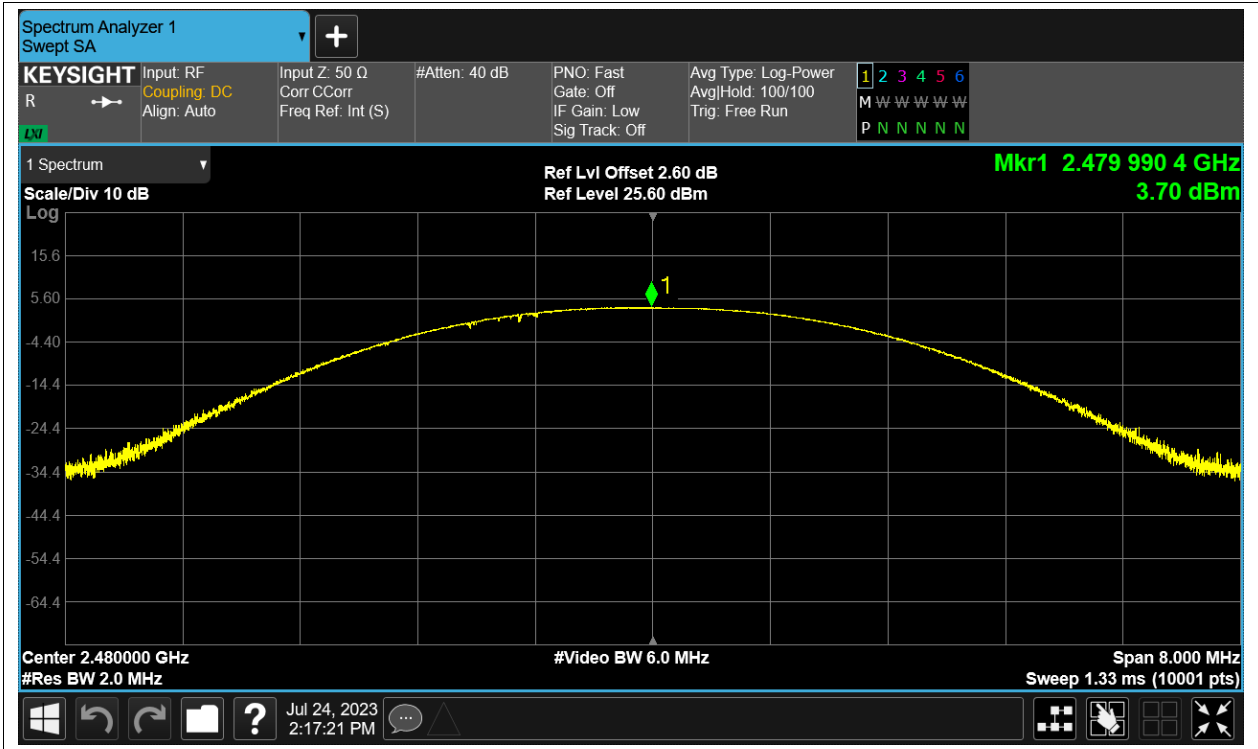 Spectrum Analyzer 1
Swept SA
+
KEYSIGHT
R
LXI
Input: RF
Coupling: DC
Align: Auto
Input Z: 50 Ω
Corr CCorr
Freq Ref: Int (S)
#Atten: 40 dB
PNO: Fast
Gate: Off
IF Gain: Low
Sig Track: Off
Avg Type: Log-Power
Avg|Hold: 100/100
Trig: Free Run
1 2 3 4 5 6
M W W W W W
P N N N N N
1 Spectrum
Scale/Div 10 dB
Log
Ref Lvl Offset 2.60 dB
Ref Level 25.60 dBm
Mkr1 2.479 990 4 GHz
3.70 dBm
15.6
5.60
-4.40
-14.4
-24.4
-34.4
-44.4
-54.4
-64.4
1
Center 2.480000 GHz
#Video BW 6.0 MHz
Span 8.000 MHz
#Res BW 2.0 MHz
Sweep 1.33 ms (10001 pts)
?
Jul 24, 2023
2:17:21 PM